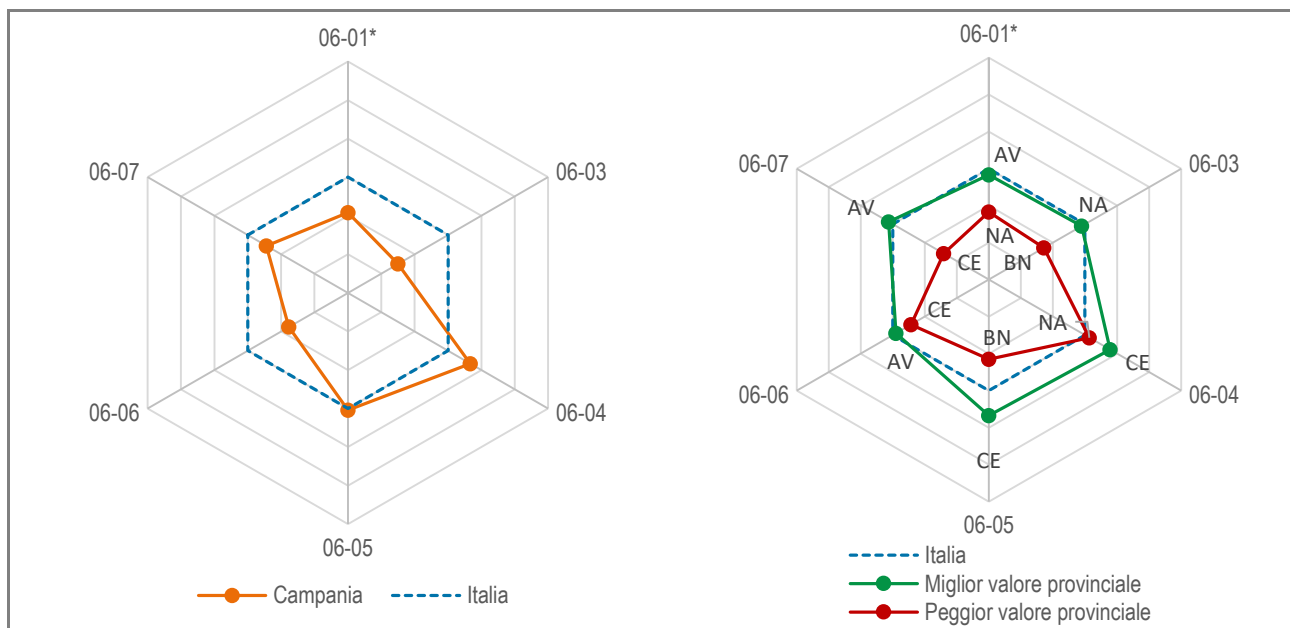 06-01*
06-07
06-03
06-06
06-04
06-05
Campania
Italia
06-01*
06-07
06-03
AV
AV
NA
NA
CE
BN
CE
BN
NA
AV
CE
06-06
06-04
CE
06-05
Italia
Miglior valore provinciale
Peggior valore provinciale